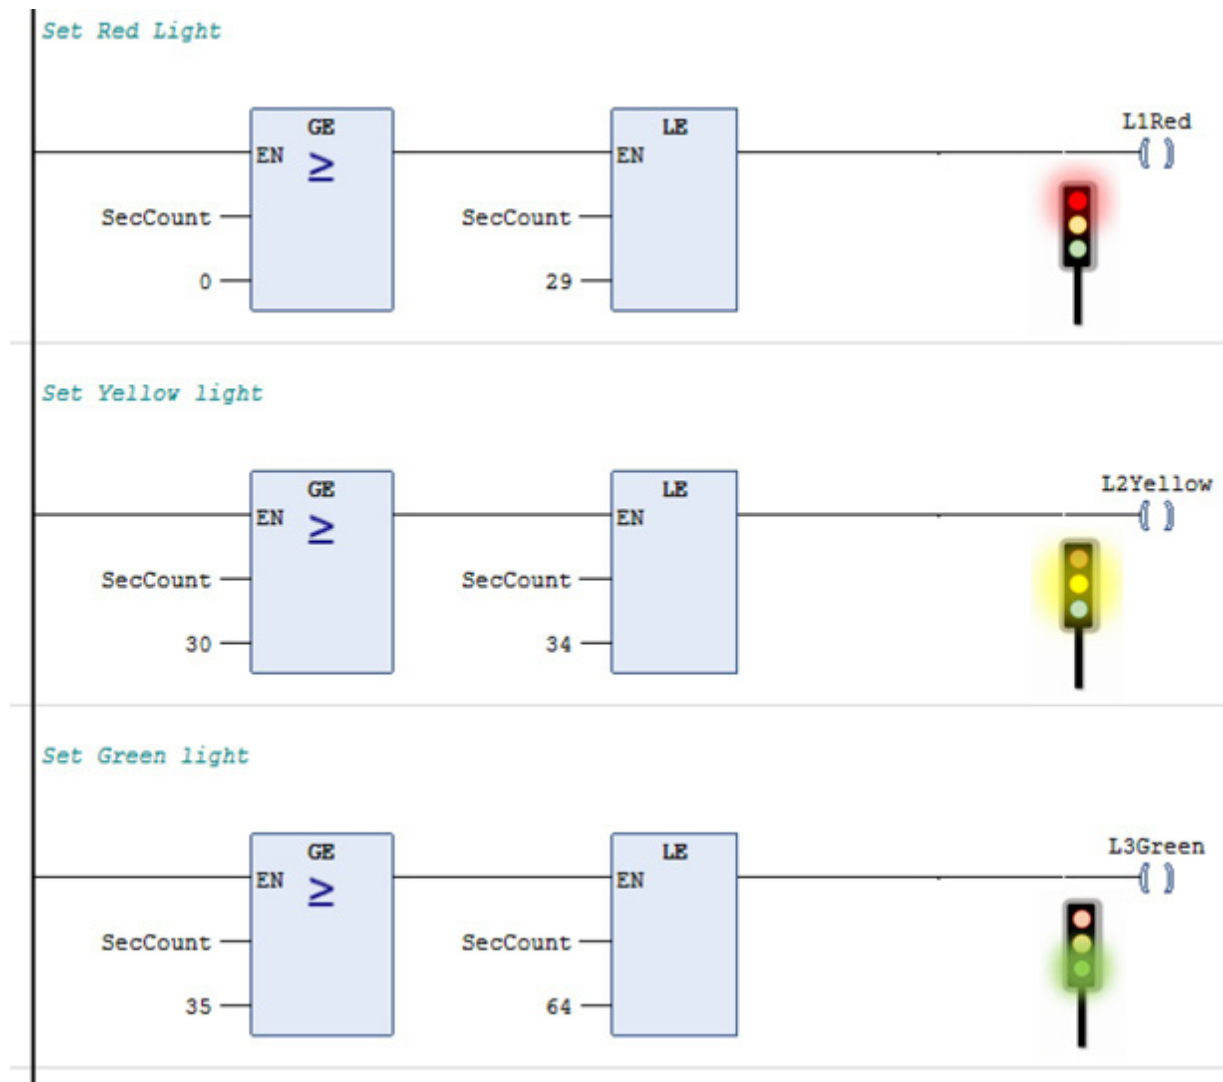 Set Red Light
GE
LE
L1Red
EN
≥
EN
( )
SecCount
SecCount
0
29
Set Yellow light
GE
LE
L2Yellow
EN
≥
EN
( )
SecCount
SecCount
30
34
Set Green light
GE
LE
L3Green
EN
≥
EN
( )
SecCount
SecCount
35
64